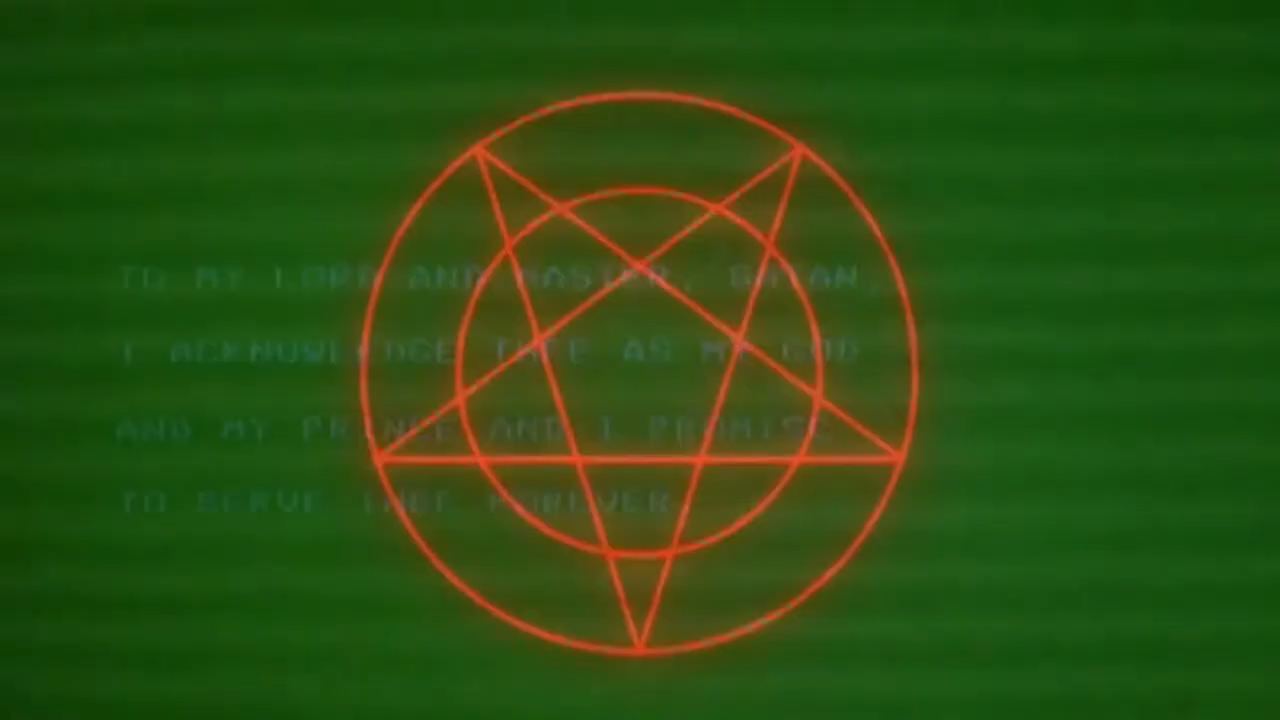 TO MY LORD AND MASTER, SATAN,
I ACKNOWLEDGE THEE AS MY GOD
AND MY PRINCE AND I PROMISE
TO SERVE THEE FOREVER